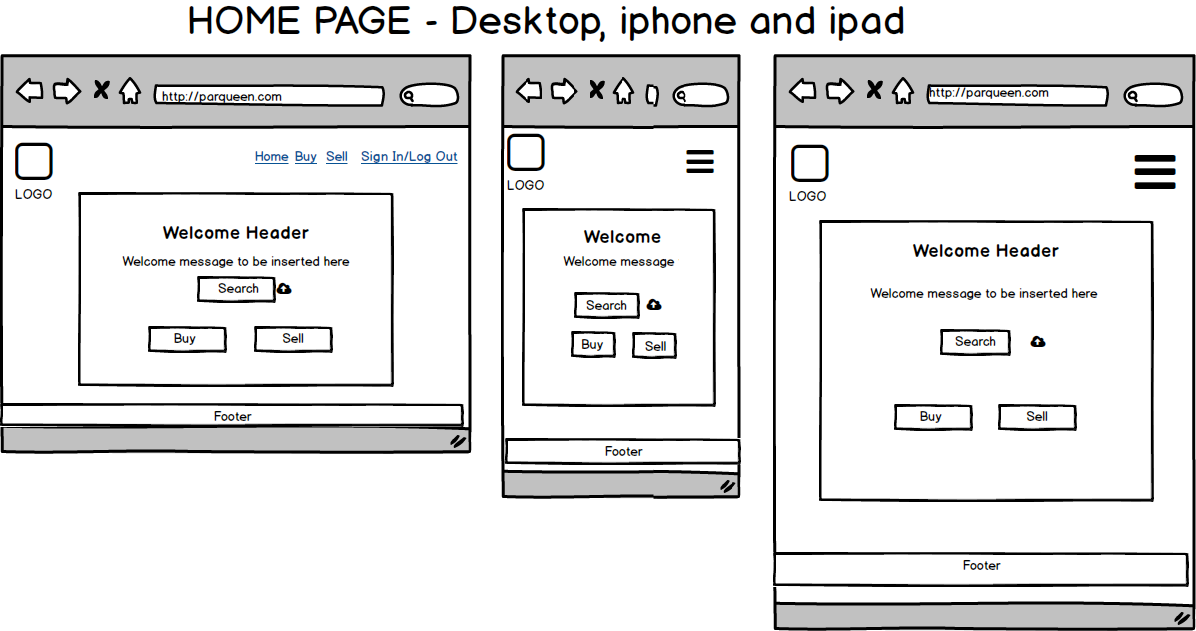 HOME PAGE - Desktop, iphone and ipad
http://parqueen.com
LOGO
Home Buy Sell Sign In/Log Out
Welcome Header
Welcome message to be inserted here
Search
Buy Sell
Footer
LOGO
Welcome
Welcome message
Search
Buy Sell
Footer
http://parqueen.com
LOGO
Welcome Header
Welcome message to be inserted here
Search
Buy Sell
Footer